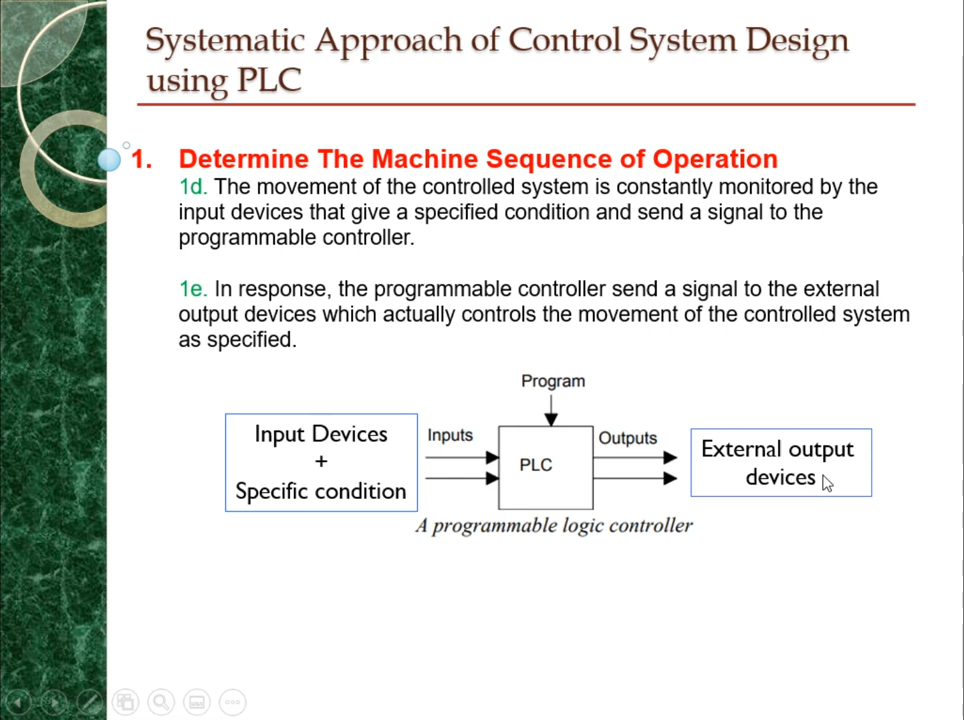 Systematic Approach of Control System Design
using PLC
1. Determine The Machine Sequence of Operation
1d. The movement of the controlled system is constantly monitored by the
input devices that give a specified condition and send a signal to the
programmable controller.
1e. In response, the programmable controller send a signal to the external
output devices which actually controls the movement of the controlled system
as specified.
Program
Input Devices
+
Specific condition
Inputs
PLC
Outputs
External output
devices
A programmable logic controller